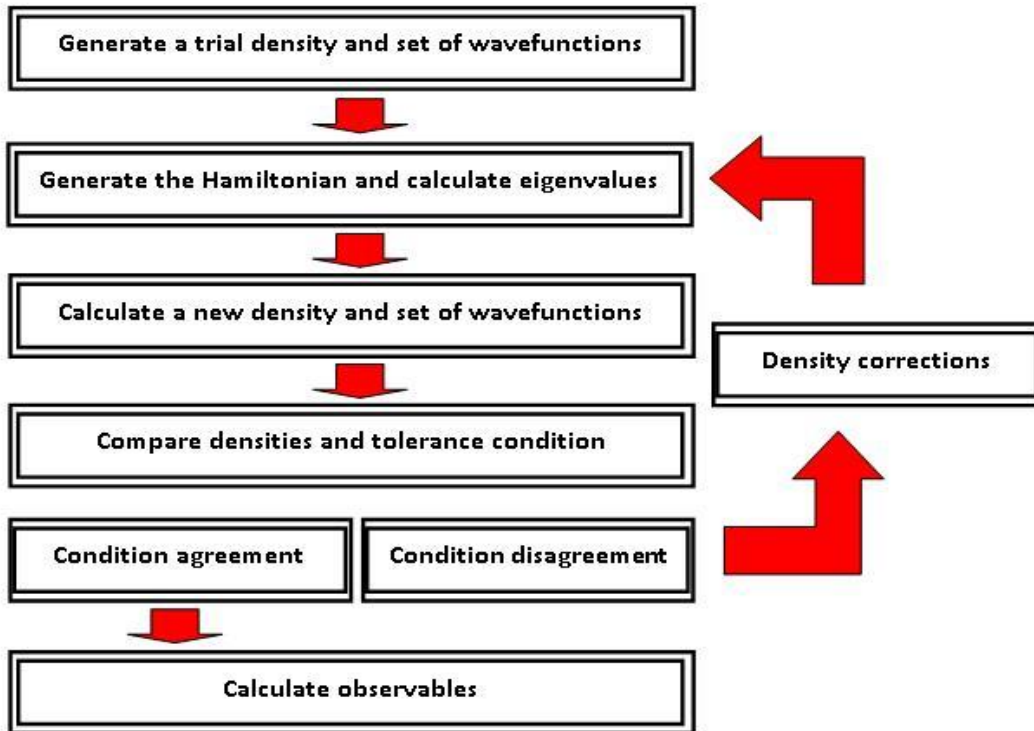 Generate a trial density and set of wavefunctions
Generate the Hamiltonian and calculate eigenvalues
Calculate a new density and set of wavefunctions
Density corrections
Compare densities and tolerance condition
Condition agreement
Condition disagreement
Calculate observables